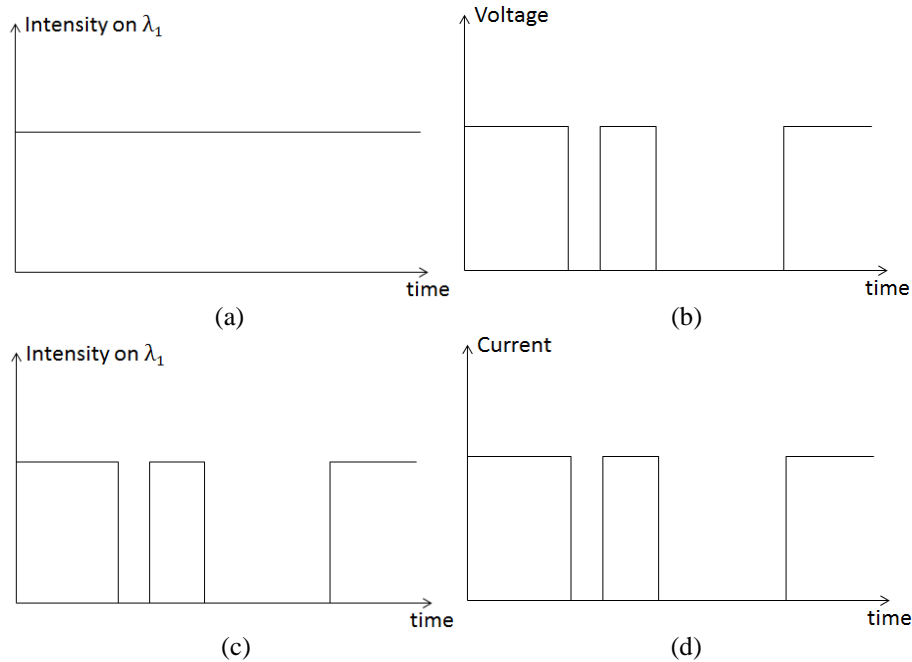 Intensity on λ₁
time
(a)
Voltage
time
(b)
Intensity on λ₁
time
(c)
Current
time
(d)